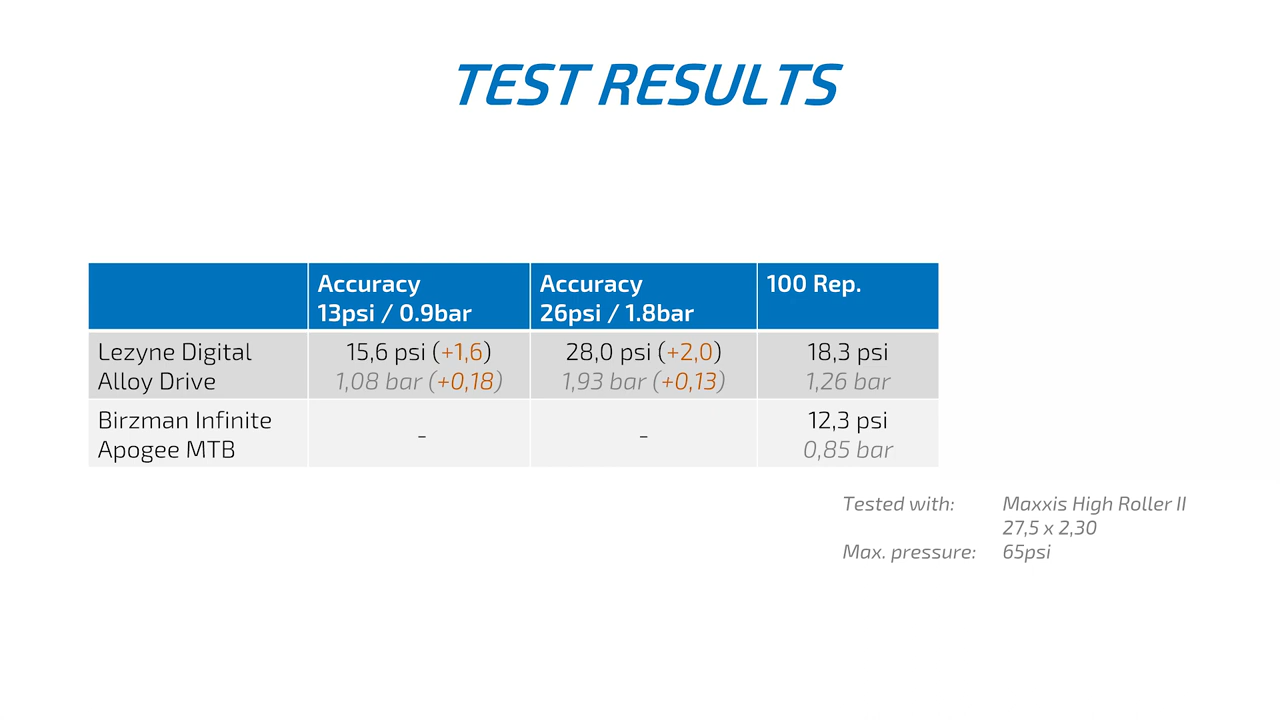 TEST RESULTS
Accuracy
13psi / 0.9bar
Accuracy
26psi / 1.8bar
100 Rep.
Lezyne Digital
Alloy Drive
15,6 psi (+1,6)
1,08 bar (+0,18)
28,0 psi (+2,0)
1,93 bar (+0,13)
18,3 psi
1,26 bar
Birzman Infinite
Apogee MTB
-
-
12,3 psi
0,85 bar
Tested with: Maxxis High Roller II
27,5 x 2,30
Max. pressure: 65psi